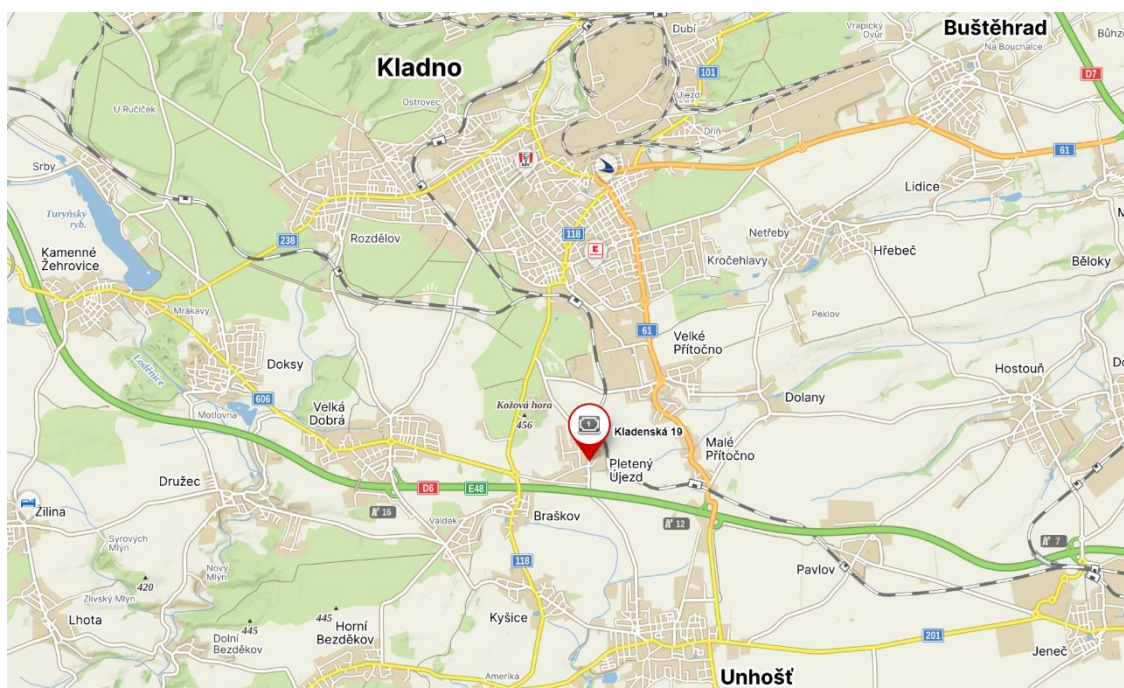 Dubí
Vrapický
Dvůr
Buštěhrad
Na Bouchalce
Kladno
101
D7
Ostrovec
Újezd
U Ručiček
Dříň
61
Srby
KFC
Lidice
Turyňský
ryb.
Rozdělov
118
Netřeby
238
K
Hřebeč
Kamenné
Žehrovice
Kročehlavy
Běloky
Mrákavy
Peklov
Loděnice
61
Velké
Přítočno
Doksy
Hostouň
606
Motlovna
Velká
Dobrá
Kožová hora
456
Dolany
1
Kladenská 19
Malé
Přítočno
Pletený
Újezd
Družec
D6
E48
16
Braškov
12
Žilina
Valdek
Syrových
Mlýn
7
118
Pavlov
Nový
Mlýn
420
Zlivský Mlýn
445
Lhota
Kyšice
Horní
Bezděkov
445
Dolní
Bezděkov
201
Jeneč
Amerika
Unhošť